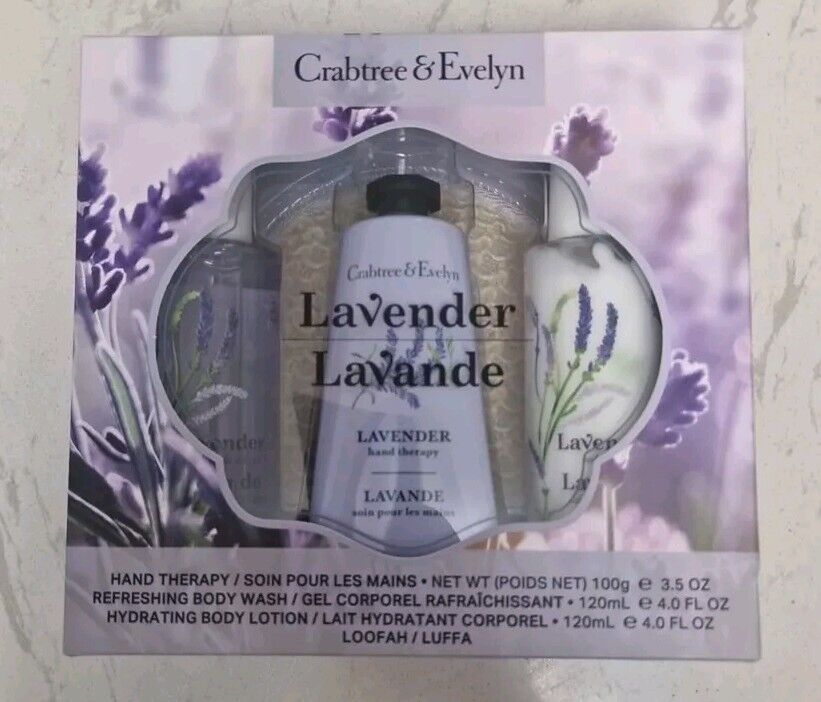 Crabtree & Evelyn
Crabtree & Evelyn
Lavender
Lavande
LAVENDER
hand therapy
LAVANDE
soin pour les mains
HAND THERAPY / SOIN POUR LES MAINS • NET WT (POIDS NET) 100g ℮ 3.5 OZ
REFRESHING BODY WASH / GEL CORPOREL RAFRAÎCHISSANT • 120mL ℮ 4.0 FL OZ
HYDRATING BODY LOTION / LAIT HYDRATANT CORPOREL • 120mL ℮ 4.0 FL OZ
LOOFAH / LUFFA